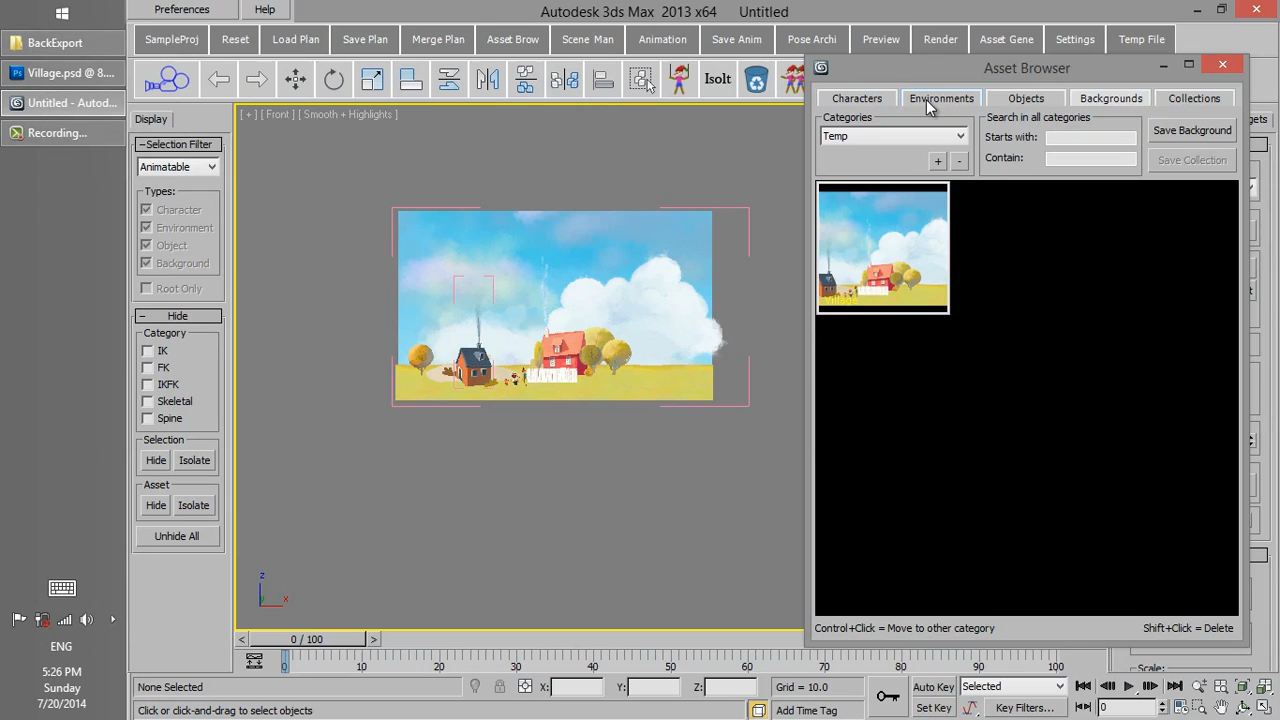 Preferences
Help
Autodesk 3ds Max  2013 x64     Untitled
BackExport
Village.psd @ 8....
Untitled - Autod...
Recording...
SampleProj
Reset
Load Plan
Save Plan
Merge Plan
Asset Brow
Scene Man
Animation
Save Anim
Pose Archi
Preview
Render
Asset Gene
Settings
Temp File
Isolt
Display
Selection Filter
Animatable
Types:
Character
Environment
Object
Background
Root Only
Hide
Category
IK
FK
IKFK
Skeletal
Spine
Selection
Hide
Isolate
Asset
Hide
Isolate
Unhide All
[ + ] [ Front ] [ Smooth + Highlights ]
z
x
Asset Browser
Characters
Environments
Objects
Backgrounds
Collections
Categories
Temp
+
-
Search in all categories
Starts with:
Contain:
Save Background
Save Collection
Village
Control+Click = Move to other category
Shift+Click = Delete
Scale:
< 0 / 100 >
0 10 20 30 40 50 60 70 80 90 100
None Selected
X:
Y:
Z:
Grid = 10.0
Auto Key
Selected
Click or click-and-drag to select objects
Add Time Tag
Set Key
Key Filters...
0
ENG
5:26 PM
Sunday
7/20/2014